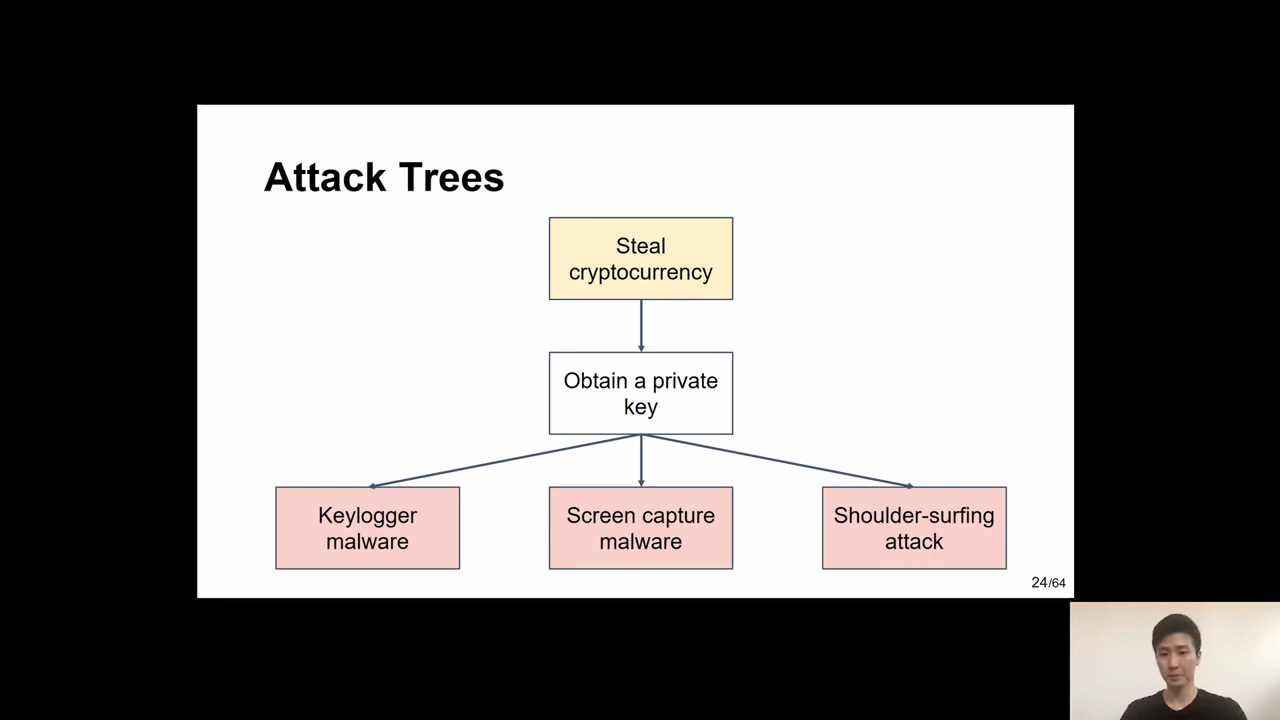 Attack Trees
Steal
cryptocurrency
Obtain a private
key
Keylogger
malware
Screen capture
malware
Shoulder-surfing
attack
24/64